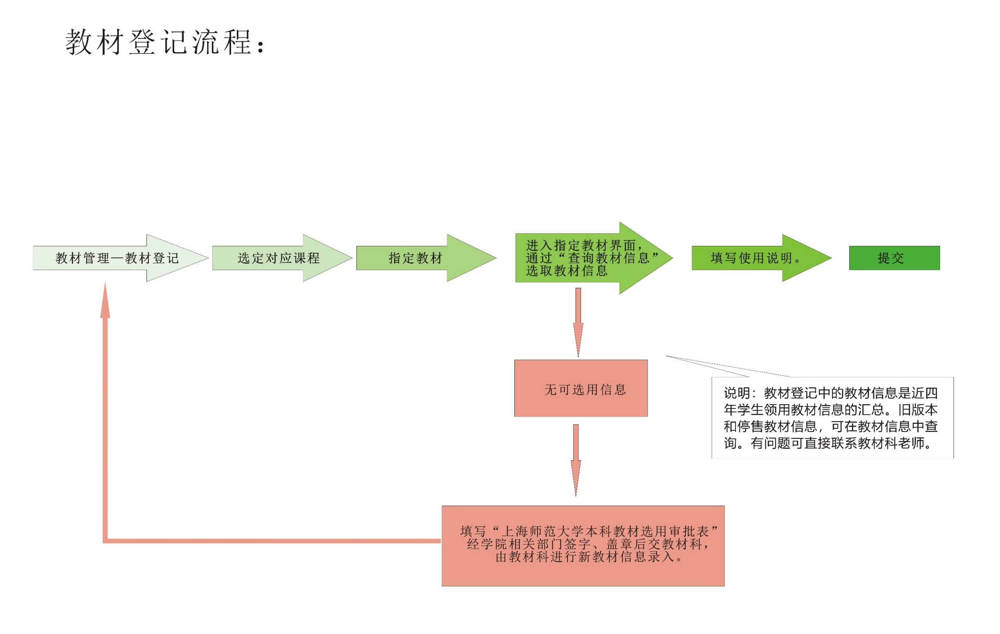 教材登记流程：
教材管理—教材登记
选定对应课程
指定教材
进入指定教材界面，
通过“查询教材信息”
选取教材信息
填写使用说明。
提交
无可选用信息
说明：教材登记中的教材信息是近四
年学生领用教材信息的汇总。旧版本
和停售教材信息，可在教材信息中查
询。有问题可直接联系教材科老师。
填写“上海师范大学本科教材选用审批表”
经学院相关部门签字、盖章后交教材科，
由教材科进行新教材信息录入。